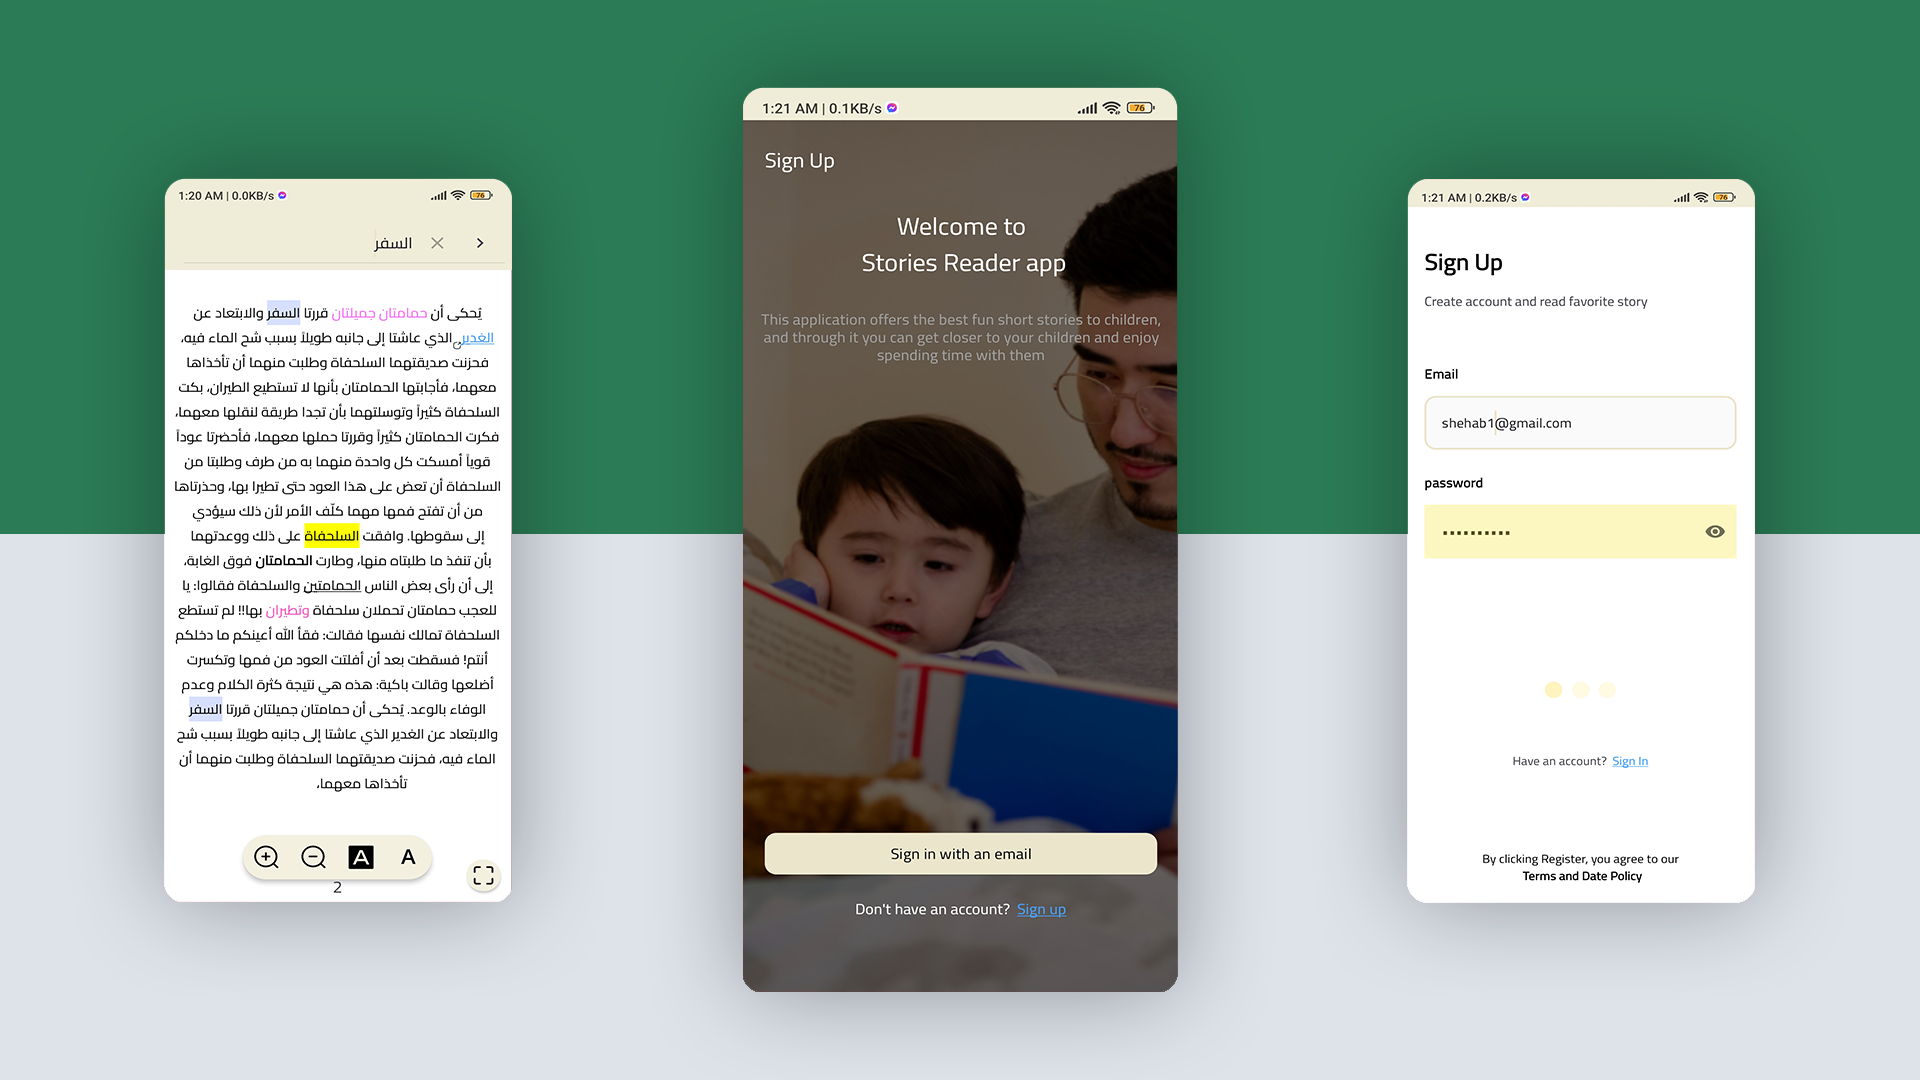 1:20 AM | 0.0KB/s
76
السفر
يُحكى أن حمامتان جميلتان قررتا السفر والابتعاد عن
الغدير الذي عاشتا إلى جانبه طويلاً بسبب شح الماء فيه،
فحزنت صديقتهما السلحفاة وطلبت منهما أن تأخذاها
معهما، فأجابتها الحمامتان بأنها لا تستطيع الطيران، بكت
السلحفاة كثيراً وتوسلتهما بأن تجدا طريقة لنقلها معهما،
فكرت الحمامتان كثيراً وقررتا حملها معهما، فأحضرتا عوداً
قوياً أمسكت كل واحدة منهما به من طرف وطلبتا من
السلحفاة أن تعض على هذا العود حتى تطيرا بها، وحذرتاها
من أن تفتح فمها مهما كلّف الأمر لأن ذلك سيؤدي
إلى سقوطها. وافقت السلحفاة على ذلك ووعدتهما
بأن تنفذ ما طلبتاه منها، وطارت الحمامتان فوق الغابة،
إلى أن رأى بعض الناس الحمامتين والسلحفاة فقالوا: يا
للعجب حمامتان تحملان سلحفاة وتطيران بها!! لم تستطع
السلحفاة تمالك نفسها فقالت: فقأ الله أعينكم ما دخلكم
أنتم! فسقطت بعد أن أفلتت العود من فمها وتكسرت
أضلعها وقالت باكية: هذه هي نتيجة كثرة الكلام وعدم
الوفاء بالوعد. يُحكى أن حمامتان جميلتان قررتا السفر
والابتعاد عن الغدير الذي عاشتا إلى جانبه طويلاً بسبب شح
الماء فيه، فحزنت صديقتهما السلحفاة وطلبت منهما أن
تأخذاها معهما،
A A
2
1:21 AM | 0.1KB/s
76
Sign Up
Welcome to
Stories Reader app
This application offers the best fun short stories to children,
and through it you can get closer to your children and enjoy
spending time with them
Sign in with an email
Don't have an account? Sign up
1:21 AM | 0.2KB/s
76
Sign Up
Create account and read favorite story
Email
shehab1@gmail.com
password
Have an account? Sign In
By clicking Register, you agree to our
Terms and Date Policy